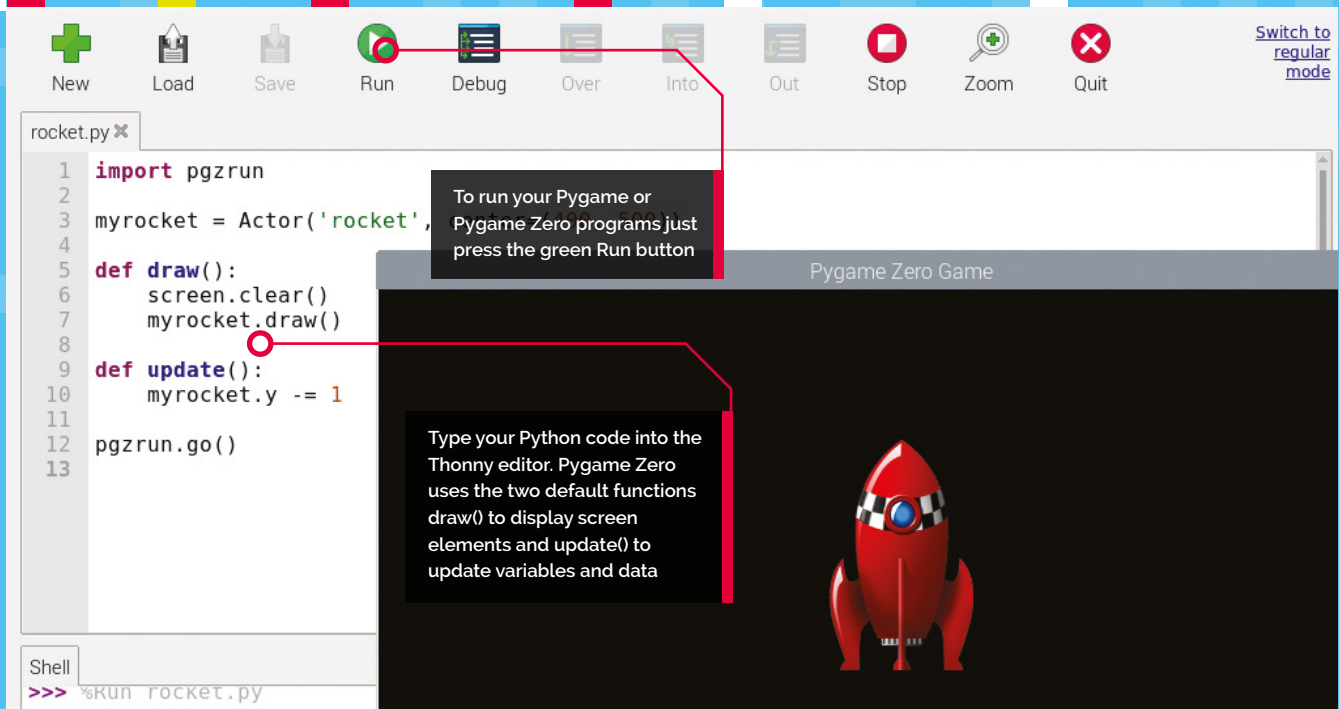 New Load Save Run Debug Over Into Out Stop Zoom Quit
Switch to
regular
mode
rocket.py
1 import pgzrun
2
3 myrocket = Actor('rocket', center=(400, 500))
4
5 def draw():
6 screen.clear()
7 myrocket.draw()
8
9 def update():
10 myrocket.y -= 1
11
12 pgzrun.go()
13
To run your Pygame or
Pygame Zero programs just
press the green Run button
Pygame Zero Game
Type your Python code into the
Thonny editor. Pygame Zero
uses the two default functions
draw() to display screen
elements and update() to
update variables and data
Shell
>>> %Run rocket.py